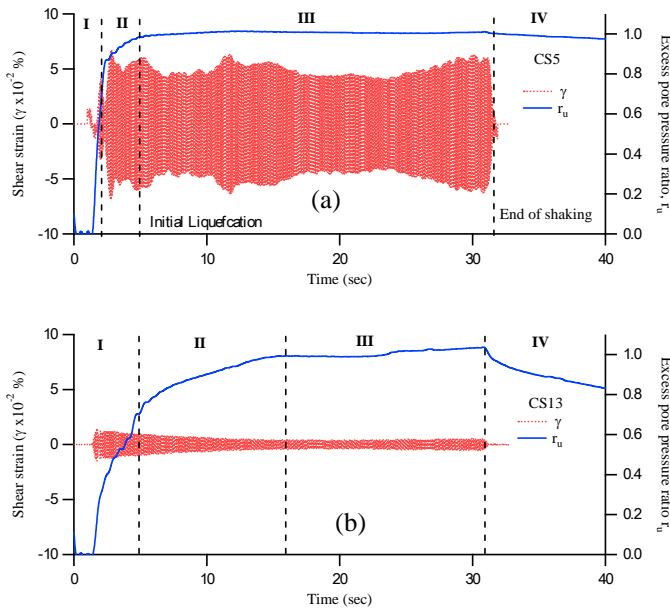 I II III IV
10
5
0
-5
-10
Shear strain (γ x10⁻² %)
1.0
0.8
0.6
0.4
0.2
0.0
Excess pore pressure ratio, rᵤ
CS5
γ
rᵤ
(a)
Initial Liquefcation
End of shaking
0 10 20 30 40
Time (sec)
I II III IV
10
5
0
-5
-10
Shear strain (γ x10⁻² %)
1.0
0.8
0.6
0.4
0.2
0.0
Excess pore pressure ratio rᵤ
CS13
γ
rᵤ
(b)
0 10 20 30 40
Time (sec)